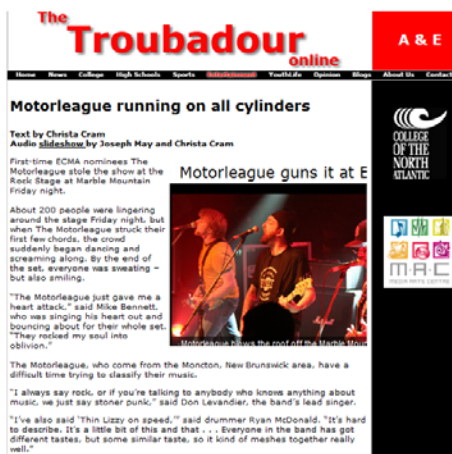 The
Troubadour
online
A & E
Home News College High Schools Sports Entertainment YouthLife Opinion Blogs About Us Contact
Motorleague running on all cylinders
Text by Christa Cram
Audio slideshow by Joseph May and Christa Cram
First-time ECMA nominees The
Motorleague stole the show at the
Rock Stage at Marble Mountain
Friday night.
About 200 people were lingering
around the stage Friday night, but
when The Motorleague struck their
first few chords, the crowd
suddenly began dancing and
screaming along. By the end of
the set, everyone was sweating –
but also smiling.
"The Motorleague just gave me a
heart attack," said Mike Bennett,
who was singing his heart out and
bouncing about for their whole set.
"They rocked my soul into
oblivion."
Motorleague guns it at E
Motorleague blows the roof off the Marble Moun
The Motorleague, who come from the Moncton, New Brunswick area, have a
difficult time trying to classify their music.
"I always say rock, or if you're talking to anybody who knows anything about
music, we just say stoner punk," said Don Levandier, the band's lead singer.
"I've also said 'Thin Lizzy on speed,'" said drummer Ryan McDonald. "It's hard
to describe. It's a little bit of this and that . . . Everyone in the band has got
different tastes, but some similar taste, so it kind of meshes together really
well."
COLLEGE
OF THE
NORTH
ATLANTIC
M·A·C
MEDIA ARTS CENTRE